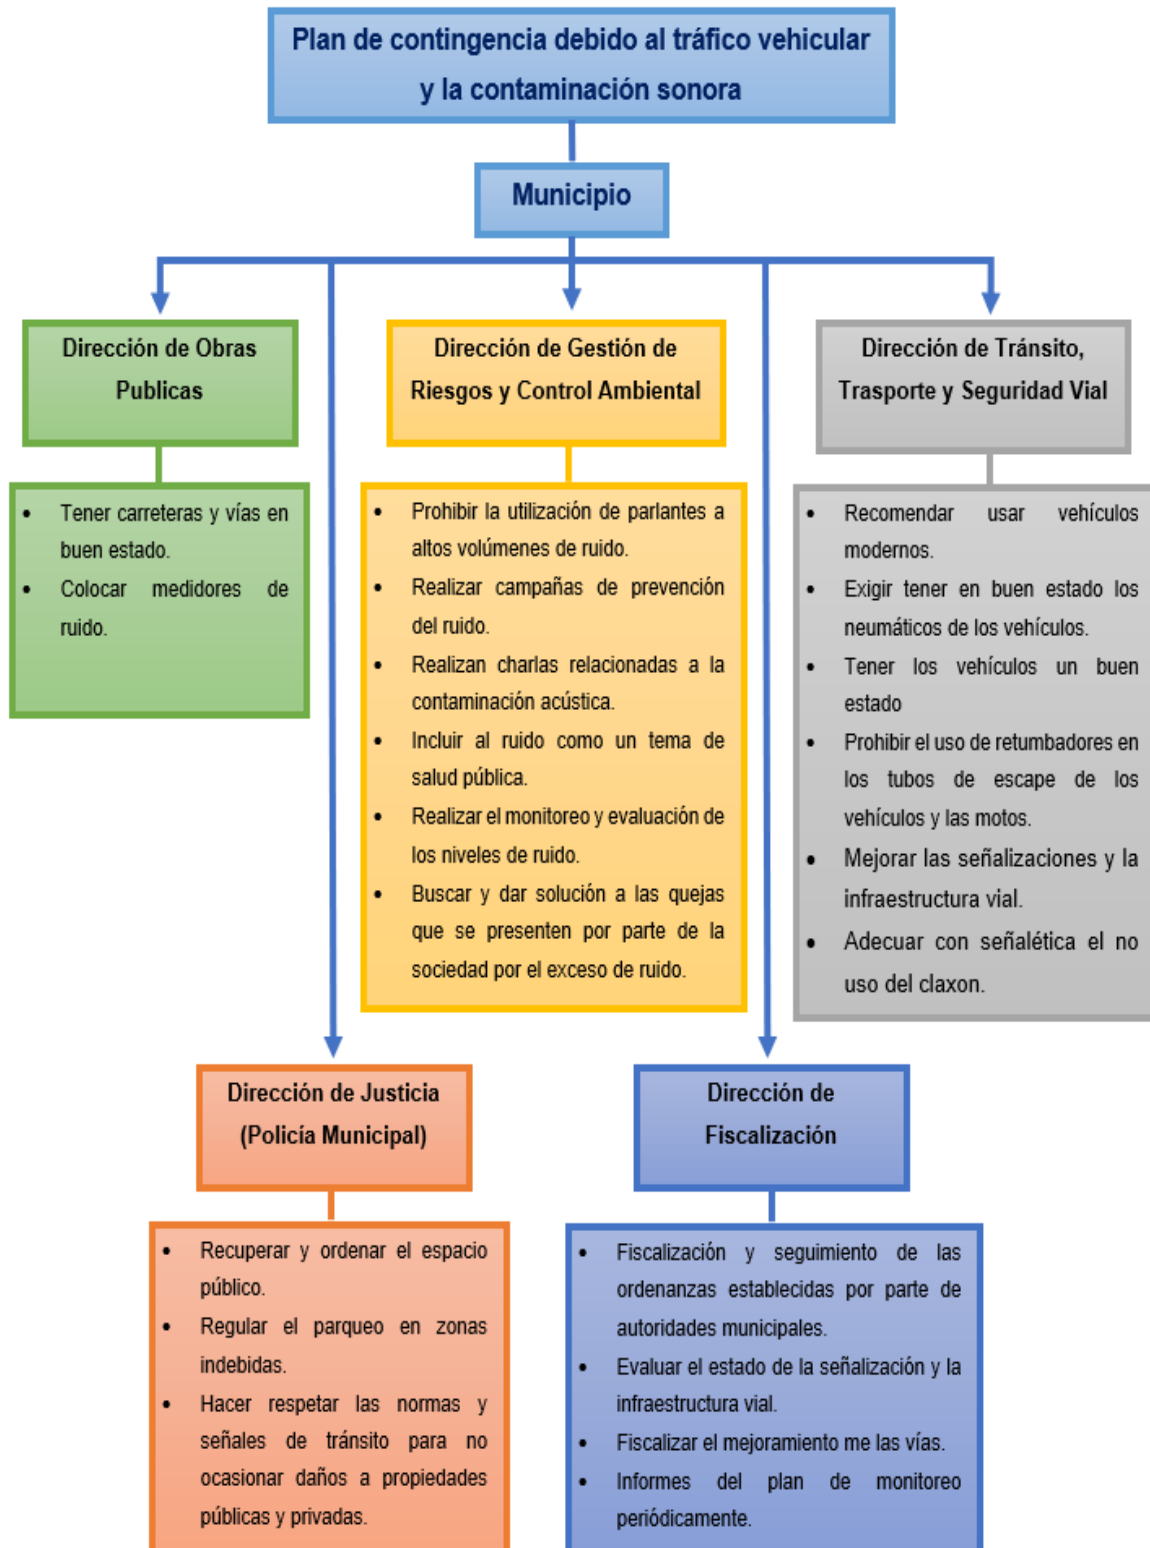 Plan de contingencia debido al tráfico vehicular
y la contaminación sonora
Municipio
Dirección de Obras
Publicas
• Tener carreteras y vías en
buen estado.
• Colocar medidores de
ruido.
Dirección de Gestión de
Riesgos y Control Ambiental
• Prohibir la utilización de parlantes a
altos volúmenes de ruido.
• Realizar campañas de prevención
del ruido.
• Realizan charlas relacionadas a la
contaminación acústica.
• Incluir al ruido como un tema de
salud pública.
• Realizar el monitoreo y evaluación de
los niveles de ruido.
• Buscar y dar solución a las quejas
que se presenten por parte de la
sociedad por el exceso de ruido.
Dirección de Tránsito,
Trasporte y Seguridad Vial
• Recomendar usar vehículos
modernos.
• Exigir tener en buen estado los
neumáticos de los vehículos.
• Tener los vehículos un buen
estado
• Prohibir el uso de retumbadores en
los tubos de escape de los
vehículos y las motos.
• Mejorar las señalizaciones y la
infraestructura vial.
• Adecuar con señalética el no
uso del claxon.
Dirección de Justicia
(Policía Municipal)
• Recuperar y ordenar el espacio
público.
• Regular el parqueo en zonas
indebidas.
• Hacer respetar las normas y
señales de tránsito para no
ocasionar daños a propiedades
públicas y privadas.
Dirección de
Fiscalización
• Fiscalización y seguimiento de las
ordenanzas establecidas por parte de
autoridades municipales.
• Evaluar el estado de la señalización y la
infraestructura vial.
• Fiscalizar el mejoramiento me las vías.
• Informes del plan de monitoreo
periódicamente.